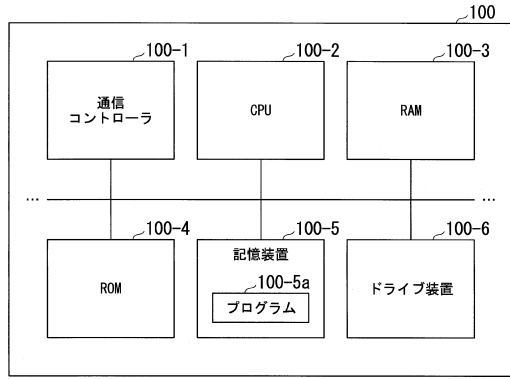 100
100-1
通信
コントローラ
100-2
CPU
100-3
RAM
...
...
100-4
ROM
100-5
記憶装置
100-5a
プログラム
100-6
ドライブ装置